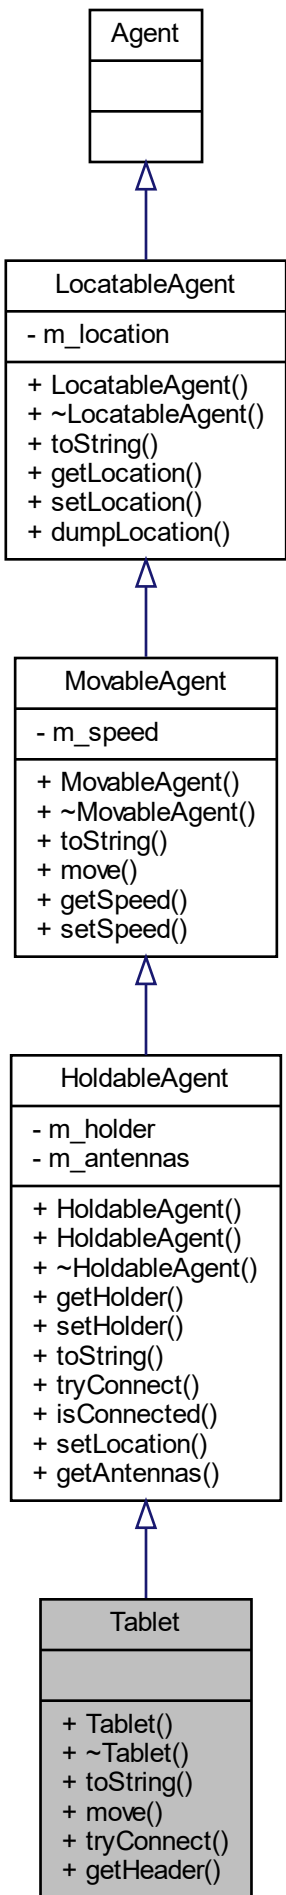 Agent
LocatableAgent
- m_location
+ LocatableAgent()
+ ~LocatableAgent()
+ toString()
+ getLocation()
+ setLocation()
+ dumpLocation()
MovableAgent
- m_speed
+ MovableAgent()
+ ~MovableAgent()
+ toString()
+ move()
+ getSpeed()
+ setSpeed()
HoldableAgent
- m_holder
- m_antennas
+ HoldableAgent()
+ HoldableAgent()
+ ~HoldableAgent()
+ getHolder()
+ setHolder()
+ toString()
+ tryConnect()
+ isConnected()
+ setLocation()
+ getAntennas()
Tablet
+ Tablet()
+ ~Tablet()
+ toString()
+ move()
+ tryConnect()
+ getHeader()